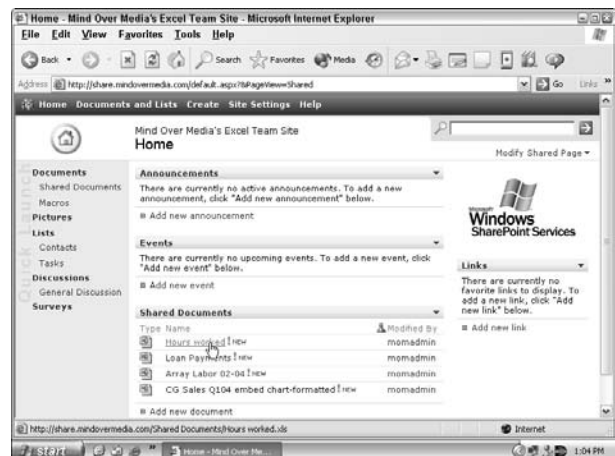 Home - Mind Over Media's Excel Team Site - Microsoft Internet Explorer
File Edit View Favorites Tools Help
Back Search Favorites Media
Address http://share.mindovermedia.com/default.aspx?&PageView=Shared Go Links »
Home Documents and Lists Create Site Settings Help
Mind Over Media's Excel Team Site
Home
Modify Shared Page
Quick Launch
Documents
Shared Documents
Macros
Pictures
Lists
Contacts
Tasks
Discussions
General Discussion
Surveys
Announcements
There are currently no active announcements. To add a new
announcement, click "Add new announcement" below.
Add new announcement
Events
There are currently no upcoming events. To add a new event, click
"Add new event" below.
Add new event
Shared Documents
Type Name Modified By
Hours worked ! NEW momadmin
Loan Payments ! NEW momadmin
Array Labor 02-04 ! NEW momadmin
CG Sales Q104 embed chart-formatted ! NEW momadmin
Add new document
Microsoft
Windows
SharePoint Services
Links
There are currently no
favorite links to display. To
add a new link, click "Add
new link" below.
Add new link
http://share.mindovermedia.com/Shared Documents/Hours worked.xls Internet
start » Home - Mind Over Me... 1:04 PM